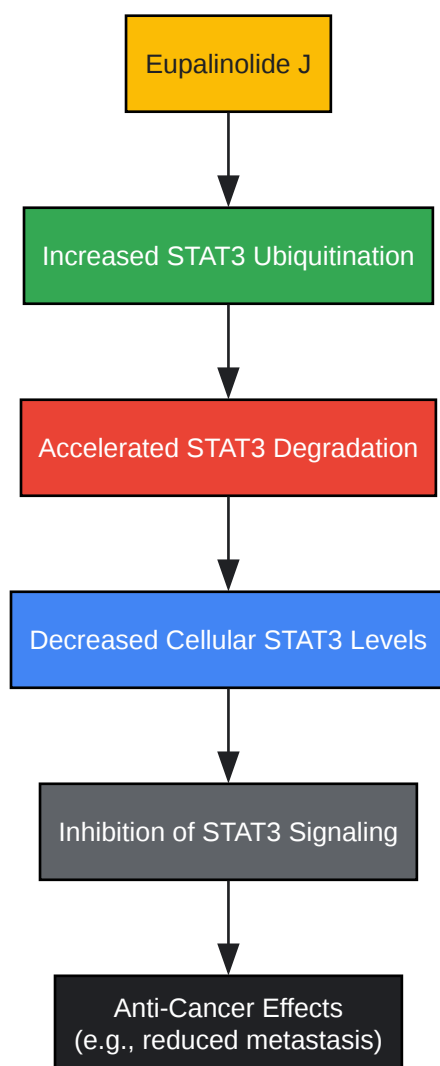 Eupalinolide J
Increased STAT3 Ubiquitination
Accelerated STAT3 Degradation
Decreased Cellular STAT3 Levels
Inhibition of STAT3 Signaling
Anti-Cancer Effects
(e.g., reduced metastasis)